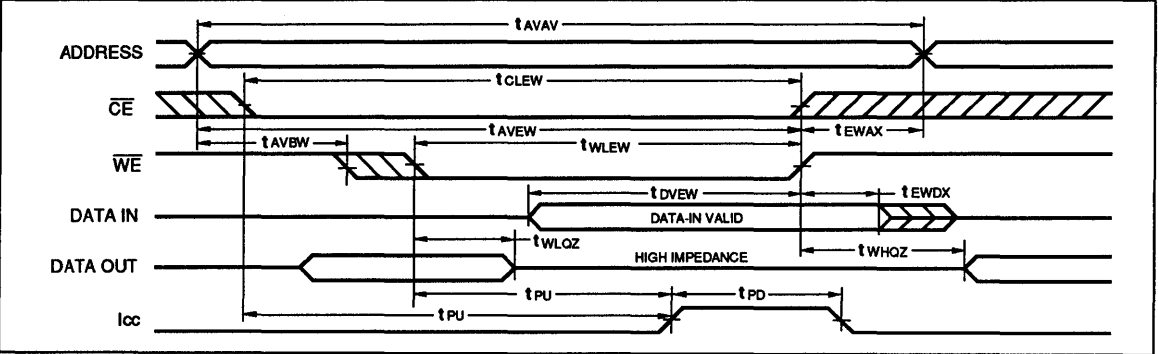 tAVAV
ADDRESS
tCLEW
CE
tAVEW
tEWAX
tAVBW
tWLEW
WE
tDVEW
tEWDX
DATA IN
DATA-IN VALID
tWLQZ
tWHQZ
DATA OUT
HIGH IMPEDANCE
tPU
tPD
tPU
Icc